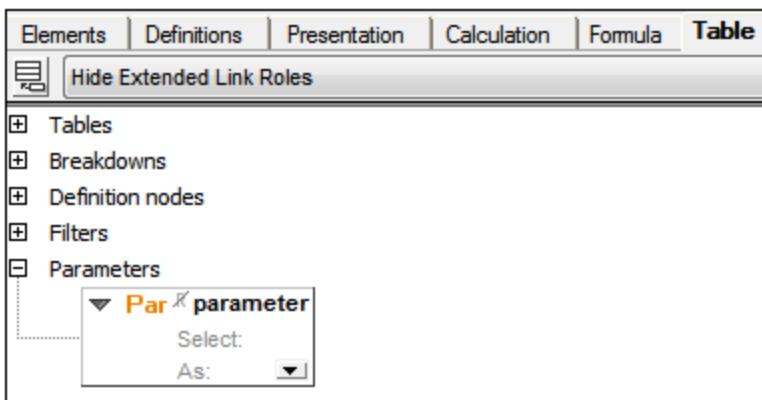 Elements Definitions Presentation Calculation Formula Table
Hide Extended Link Roles
Tables
Breakdowns
Definition nodes
Filters
Parameters
Par parameter
Select:
As: